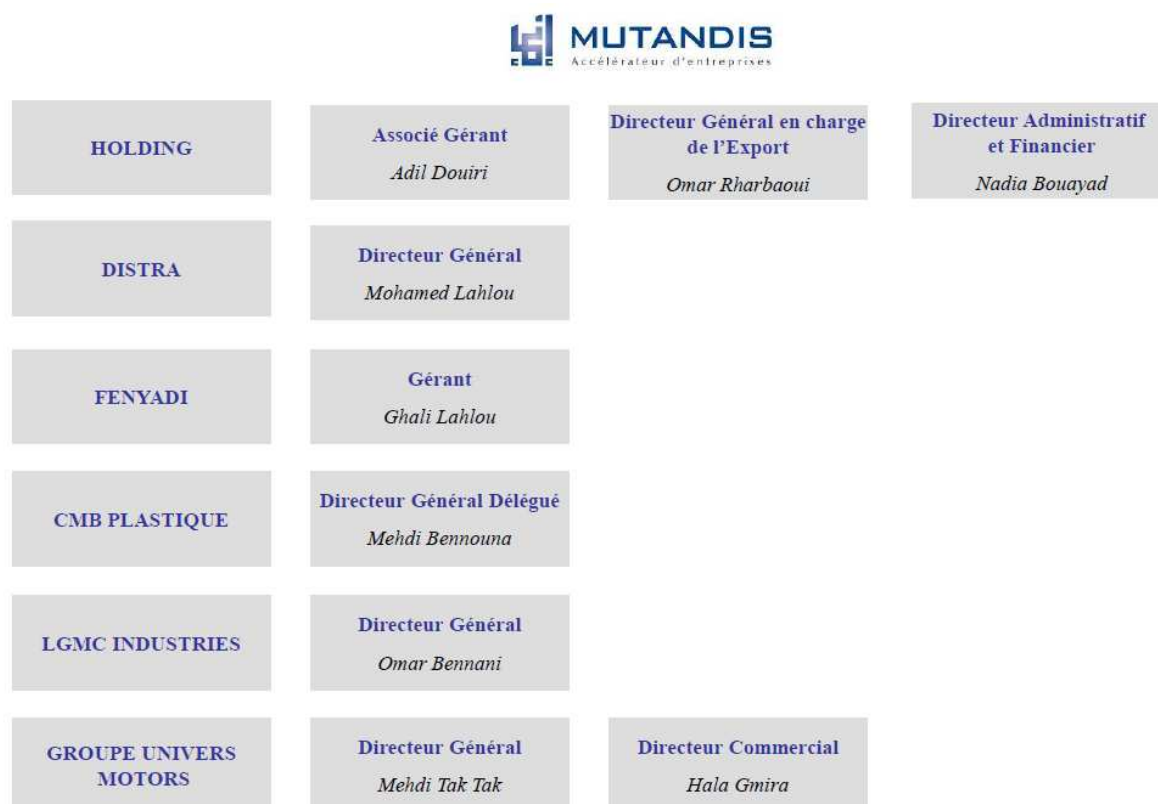 MUTANDIS
Accélérateur d'entreprises
HOLDING
Associé Gérant
Adil Douiri
Directeur Général en charge
de l'Export
Omar Rharbaoui
Directeur Administratif
et Financier
Nadia Bouayad
DISTRA
Directeur Général
Mohamed Lahlou
FENYADI
Gérant
Ghali Lahlou
CMB PLASTIQUE
Directeur Général Délégué
Mehdi Bennouna
LGMC INDUSTRIES
Directeur Général
Omar Bennani
GROUPE UNIVERS
MOTORS
Directeur Général
Mehdi Tak Tak
Directeur Commercial
Hala Gmira